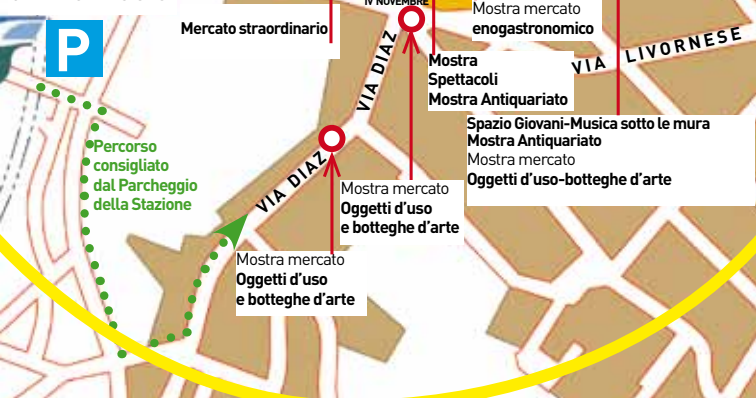 IV NOVEMBRE
Mostra mercato
enogastronomico
Mercato straordinario
P
VIA LIVORNESE
VIA DIAZ
Mostra
Spettacoli
Mostra Antiquariato
Spazio Giovani-Musica sotto le mura
Mostra Antiquariato
Mostra mercato
Oggetti d'uso-botteghe d'arte
Percorso
consigliato
dal Parcheggio
della Stazione
VIA DIAZ
Mostra mercato
Oggetti d'uso
e botteghe d'arte
Mostra mercato
Oggetti d'uso
e botteghe d'arte